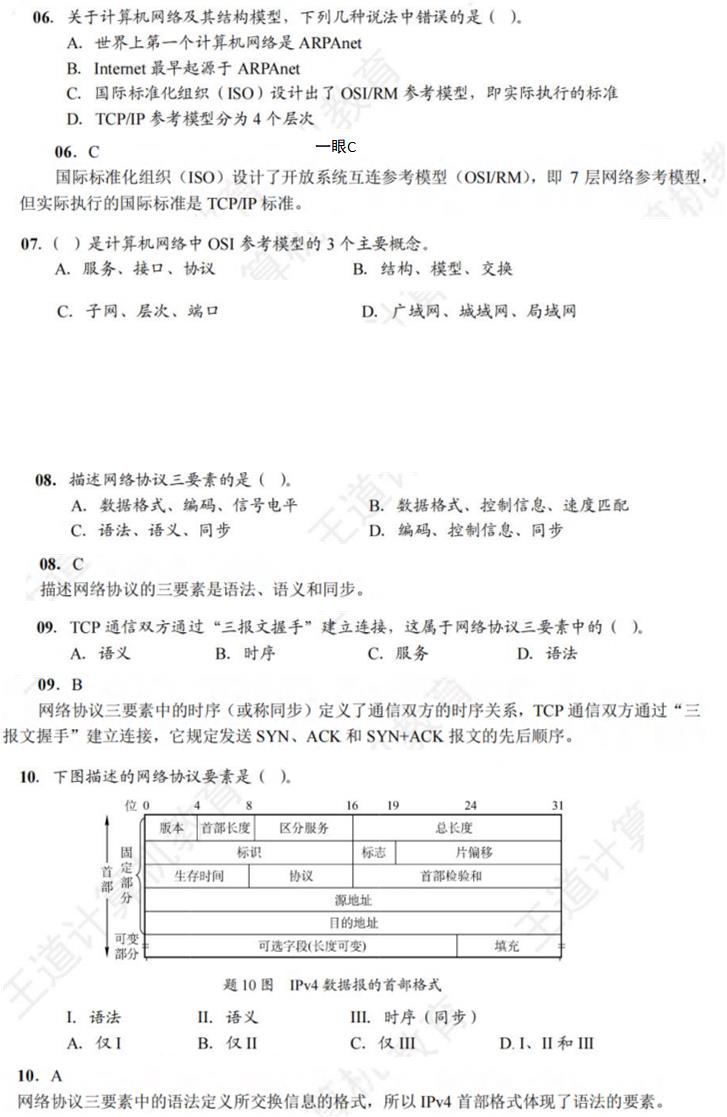 06. 关于计算机网络及其结构模型，下列几种说法中错误的是（ ）。
A. 世界上第一个计算机网络是 ARPAnet
B. Internet 最早起源于 ARPAnet
C. 国际标准化组织（ISO）设计出了 OSI/RM 参考模型，即实际执行的标准
D. TCP/IP 参考模型分为 4 个层次
06. C
一眼C
国际标准化组织（ISO）设计了开放系统互连参考模型（OSI/RM），即 7 层网络参考模型，
但实际执行的国际标准是 TCP/IP 标准。
07.（ ）是计算机网络中 OSI 参考模型的 3 个主要概念。
A. 服务、接口、协议 B. 结构、模型、交换
C. 子网、层次、端口 D. 广域网、城域网、局域网
08. 描述网络协议三要素的是（ ）。
A. 数据格式、编码、信号电平 B. 数据格式、控制信息、速度匹配
C. 语法、语义、同步 D. 编码、控制信息、同步
08. C
描述网络协议的三要素是语法、语义和同步。
09. TCP 通信双方通过“三报文握手”建立连接，这属于网络协议三要素中的（ ）。
A. 语义 B. 时序 C. 服务 D. 语法
09. B
网络协议三要素中的时序（或称同步）定义了通信双方的时序关系，TCP 通信双方通过“三
报文握手”建立连接，它规定发送 SYN、ACK 和 SYN+ACK 报文的先后顺序。
10. 下图描述的网络协议要素是（ ）。
位 0 4 8 16 19 24 31
版本 首部长度 区分服务 总长度
标识 标志 片偏移
生存时间 协议 首部检验和
源地址
目的地址
可选字段(长度可变) 填充
首部
固定部分
可变部分
题 10 图 IPv4 数据报的首部格式
I. 语法 II. 语义 III. 时序（同步）
A. 仅 I B. 仅 II C. 仅 III D. I、II 和 III
10. A
网络协议三要素中的语法定义所交换信息的格式，所以 IPv4 首部格式体现了语法的要素。
王道计算机教育
王道计算